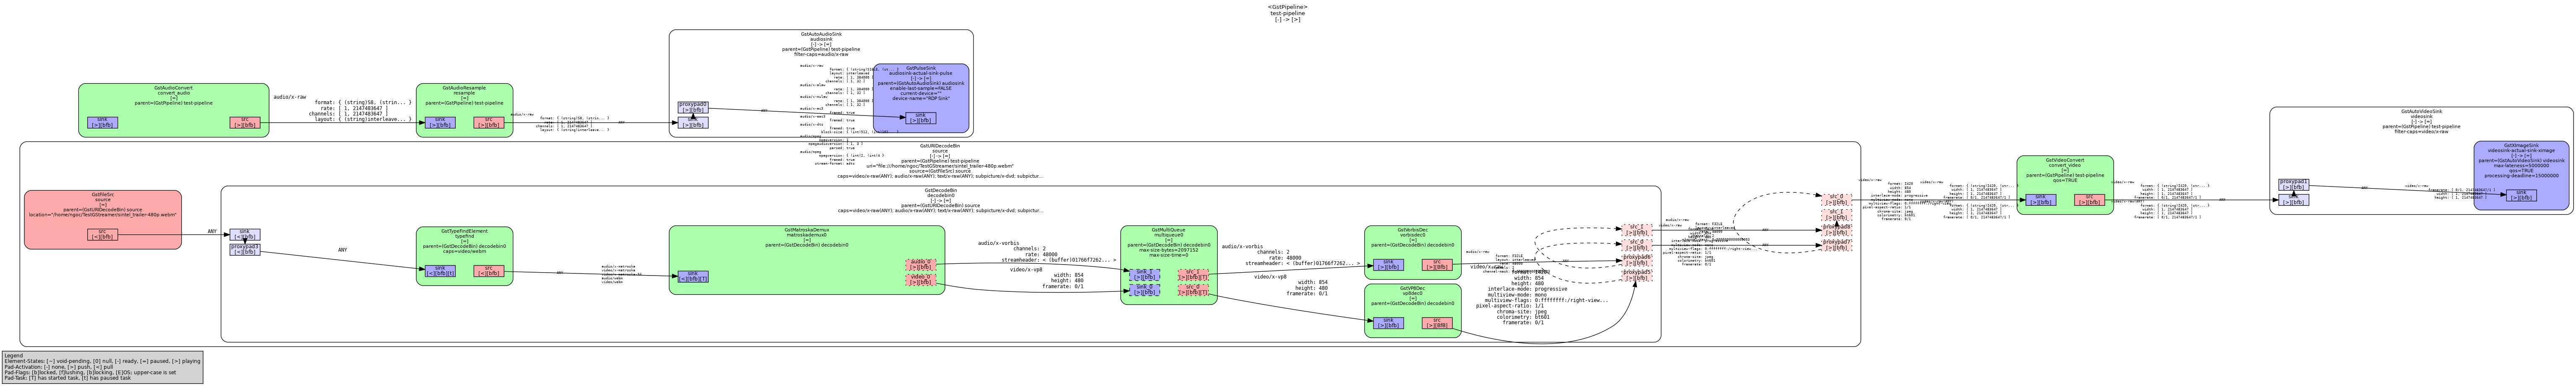 <GstPipeline>
test-pipeline
[-] -> [>]
GstAutoAudioSink
audiosink
[-] -> [=]
parent=(GstPipeline) test-pipeline
filter-caps=audio/x-raw
GstPulseSink
audiosink-actual-sink-pulse
[-] -> [=]
parent=(GstAutoAudioSink) audiosink
enable-last-sample=FALSE
current-device=""
device-name="RDP Sink"
sink
[>][bfb]
proxypad0
[>][bfb]
sink
[>][bfb]
GstAudioConvert
convert_audio
[=]
parent=(GstPipeline) test-pipeline
sink
[>][bfb]
src
[>][bfb]
audio/x-raw
format: { (string)S8, (strin... }
rate: [ 1, 2147483647 ]
channels: [ 1, 2147483647 ]
layout: { (string)interleave... }
GstAudioResample
resample
[=]
parent=(GstPipeline) test-pipeline
sink
[>][bfb]
src
[>][bfb]
GstAutoVideoSink
videosink
[-] -> [=]
parent=(GstPipeline) test-pipeline
filter-caps=video/x-raw
GstXImageSink
videosink-actual-sink-ximage
[-] -> [=]
parent=(GstAutoVideoSink) videosink
max-lateness=5000000
qos=TRUE
processing-deadline=15000000
sink
[>][bfb]
proxypad1
[>][bfb]
sink
[>][bfb]
GstVideoConvert
convert_video
[=]
parent=(GstPipeline) test-pipeline
qos=TRUE
sink
[>][bfb]
src
[>][bfb]
GstURIDecodeBin
source
[-] -> [=]
parent=(GstPipeline) test-pipeline
uri="file:///home/ngoc/TestGStreamer/sintel_trailer-480p.webm"
source=(GstFileSrc) source
caps=video/x-raw(ANY); audio/x-raw(ANY); text/x-raw(ANY); subpicture/x-dvd; subpictur...
GstDecodeBin
decodebin0
[-] -> [=]
parent=(GstURIDecodeBin) source
caps=video/x-raw(ANY); audio/x-raw(ANY); text/x-raw(ANY); subpicture/x-dvd; subpictur...
GstFileSrc
source
[=]
parent=(GstURIDecodeBin) source
location="/home/ngoc/TestGStreamer/sintel_trailer-480p.webm"
src
[<][bfb]
ANY
sink
[<][bfb]
proxypad3
[<][bfb]
ANY
GstTypeFindElement
typefind
[=]
parent=(GstDecodeBin) decodebin0
caps=video/webm
sink
[<][bfb][t]
src
[<][bfb]
GstMatroskaDemux
matroskademux0
[=]
parent=(GstDecodeBin) decodebin0
sink
[<][bfb][T]
audio_0
[>][bfb]
video_0
[>][bfb]
audio/x-vorbis
channels: 2
rate: 48000
streamheader: < (buffer)01766f7262... >
video/x-vp8
width: 854
height: 480
framerate: 0/1
GstMultiQueue
multiqueue0
[=]
parent=(GstDecodeBin) decodebin0
max-size-bytes=2097152
max-size-time=0
sink_1
[>][bfb]
sink_0
[>][bfb]
src_1
[>][bfb][T]
src_0
[>][bfb][T]
audio/x-vorbis
channels: 2
rate: 48000
streamheader: < (buffer)01766f7262... >
video/x-vp8
width: 854
height: 480
framerate: 0/1
GstVorbisDec
vorbisdec0
[=]
parent=(GstDecodeBin) decodebin0
sink
[>][bfb]
src
[>][bfb]
GstVP8Dec
vp8dec0
[=]
parent=(GstDecodeBin) decodebin0
sink
[>][bfb]
src
[>][BfB]
width: 854
height: 480
interlace-mode: progressive
multiview-mode: mono
multiview-flags: 0:ffffffff:/right-view...
pixel-aspect-ratio: 1/1
chroma-site: jpeg
colorimetry: bt601
framerate: 0/1
src_1
[>][bfb]
src_0
[>][bfb]
[>][bfb]
proxypad5
[>][bfb]
src_0
[>][bfb]
src_1
[>][bfb]
[>][bfb]
proxypad7
[>][bfb]
Legend
Element-States: [~] void-pending, [0] null, [-] ready, [=] paused, [>] playing
Pad-Activation: [-] none, [>] push, [<] pull
Pad-Flags: [b]locked, [f]lushing, [b]locking, [E]OS; upper-case is set
Pad-Task: [T] has started task, [t] has paused task